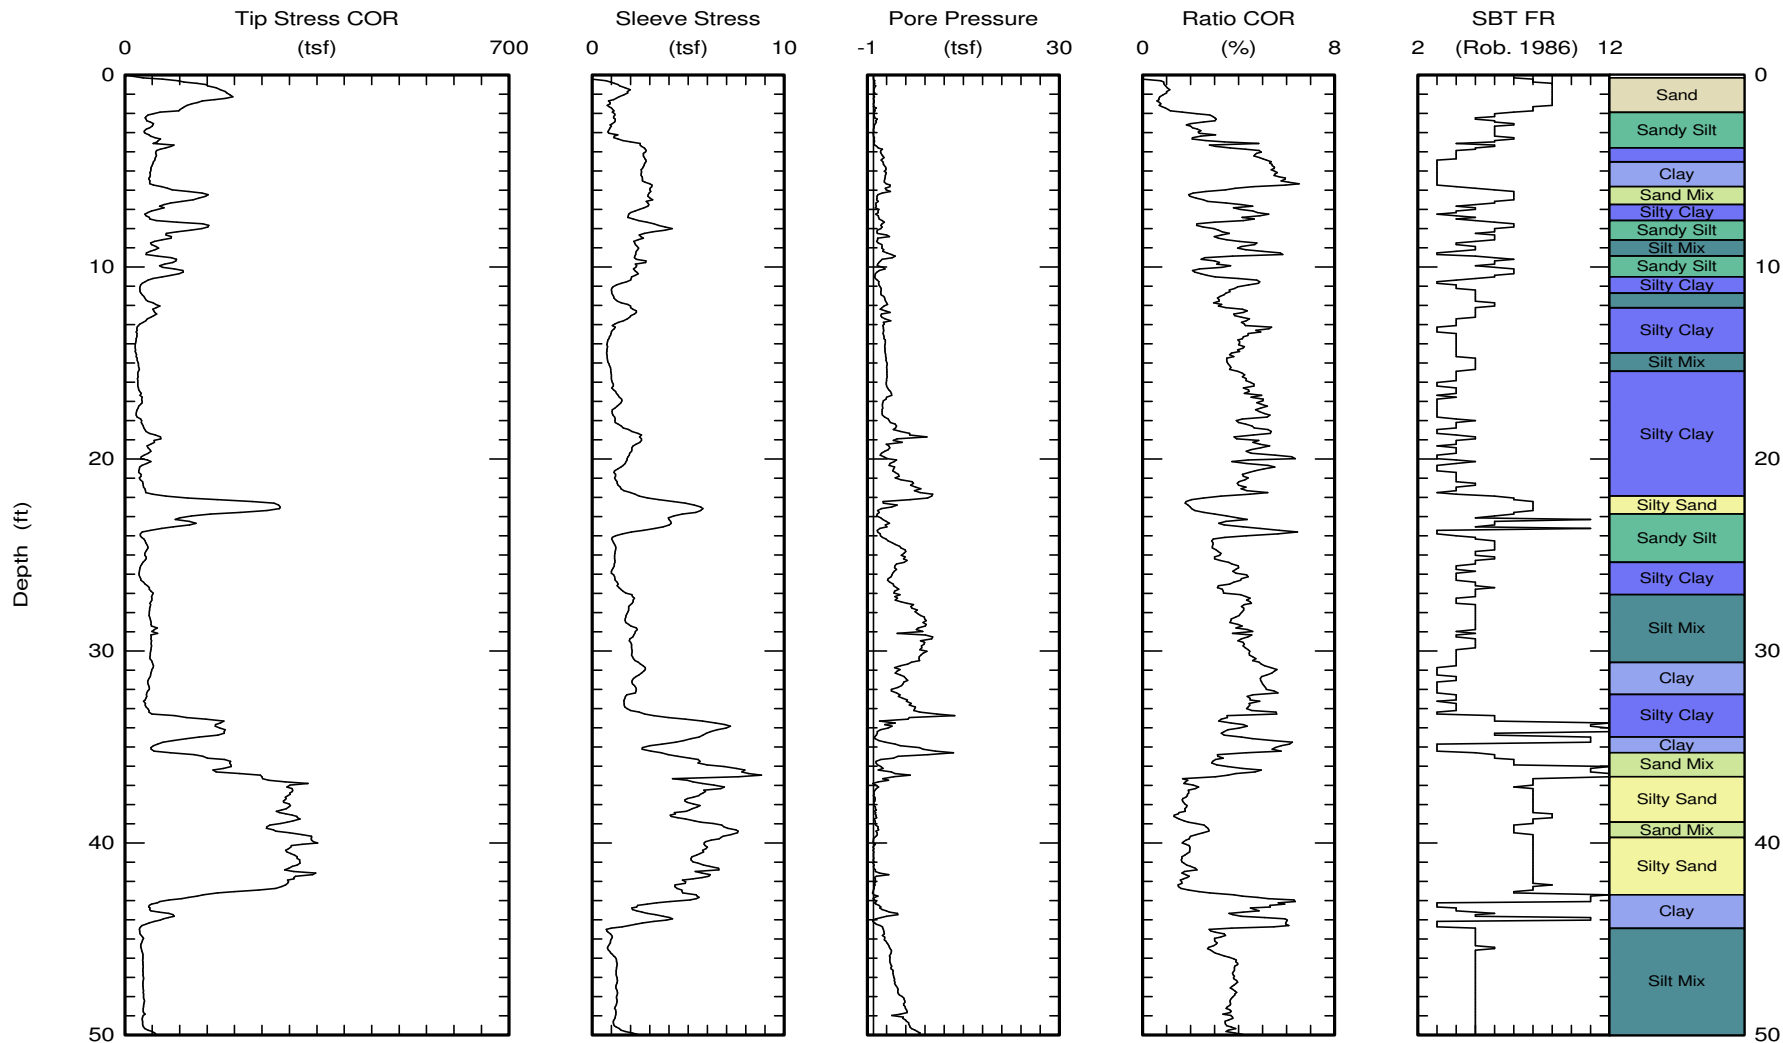 Tip Stress COR Sleeve Stress Pore Pressure Ratio COR SBT FR
(tsf) (tsf) (tsf) (%) (Rob. 1986)
0 700 0 10 -1 30 0 8 2 12
0 0
Sand
Sandy Silt
Clay
Sand Mix
Silty Clay
Sandy Silt
Silt Mix
10 Sandy Silt 10
Silty Clay
Silty Clay
Silt Mix
Silty Clay
20 20
Silty Sand
Sandy Silt
Silty Clay
Depth (ft)
Silt Mix
30 30
Clay
Silty Clay
Clay
Sand Mix
Silty Sand
Sand Mix
40 40
Silty Sand
Clay
Silt Mix
50 50